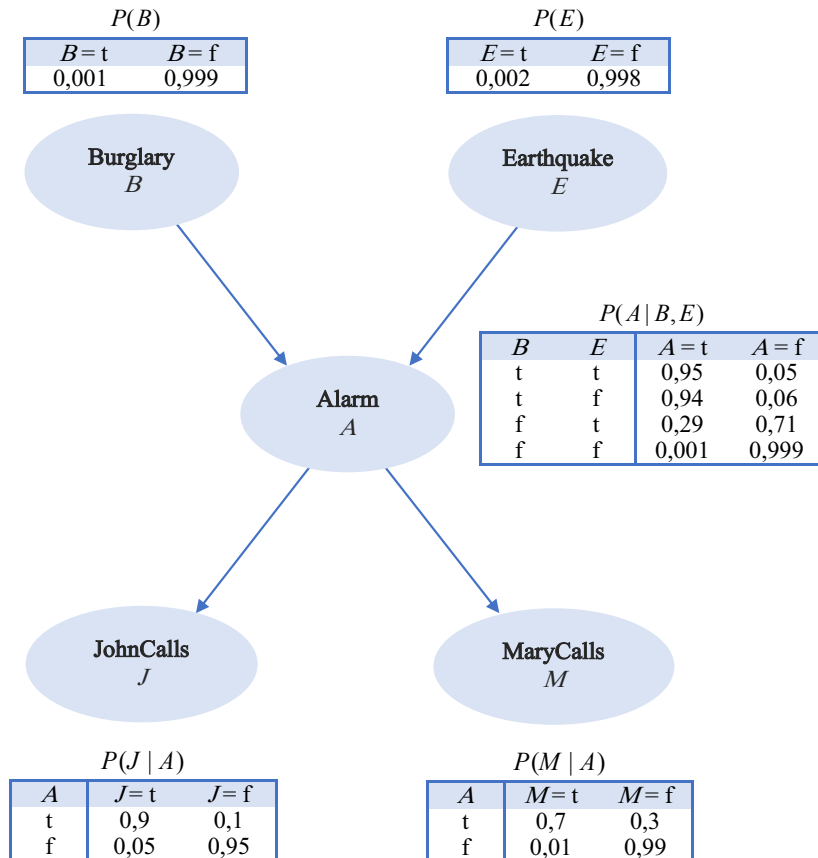 P(B) P(E)
B = t B = f E = t E = f
0,001 0,999 0,002 0,998
Burglary Earthquake
B E
P(A | B, E)
B E A = t A = f
t t 0,95 0,05
t f 0,94 0,06
f t 0,29 0,71
f f 0,001 0,999
Alarm
A
JohnCalls MaryCalls
J M
P(J | A) P(M | A)
A J = t J = f A M = t M = f
t 0,9 0,1 t 0,7 0,3
f 0,05 0,95 f 0,01 0,99